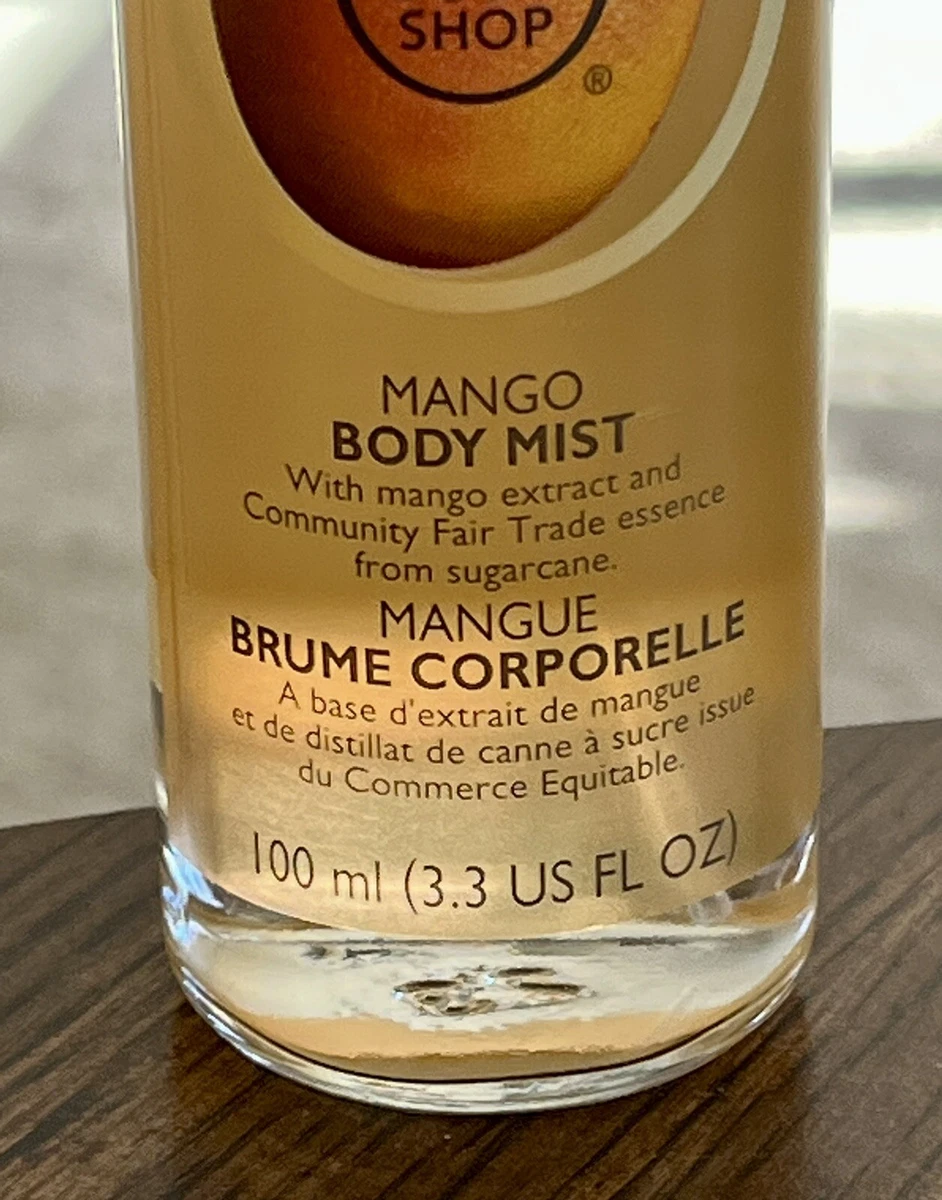 SHOP
®
MANGO
BODY MIST
With mango extract and
Community Fair Trade essence
from sugarcane.
MANGUE
BRUME CORPORELLE
A base d'extrait de mangue
et de distillat de canne à sucre issue
du Commerce Equitable.
100 ml (3.3 US FL OZ)